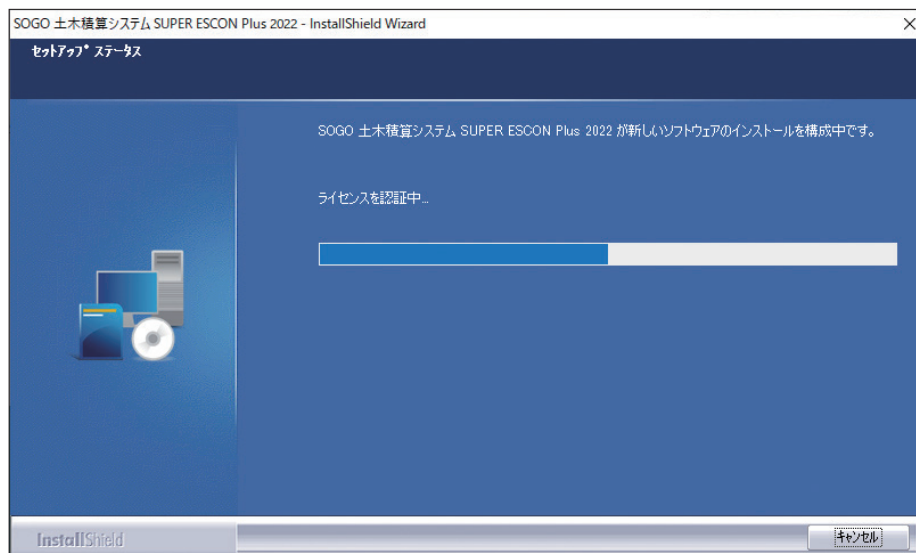 SOGO 土木積算システム SUPER ESCON Plus 2022 - InstallShield Wizard
セットアップ ステータス
SOGO 土木積算システム SUPER ESCON Plus 2022 が新しいソフトウェアのインストールを構成中です。
ライセンスを認証中...
InstallShield
キャンセル